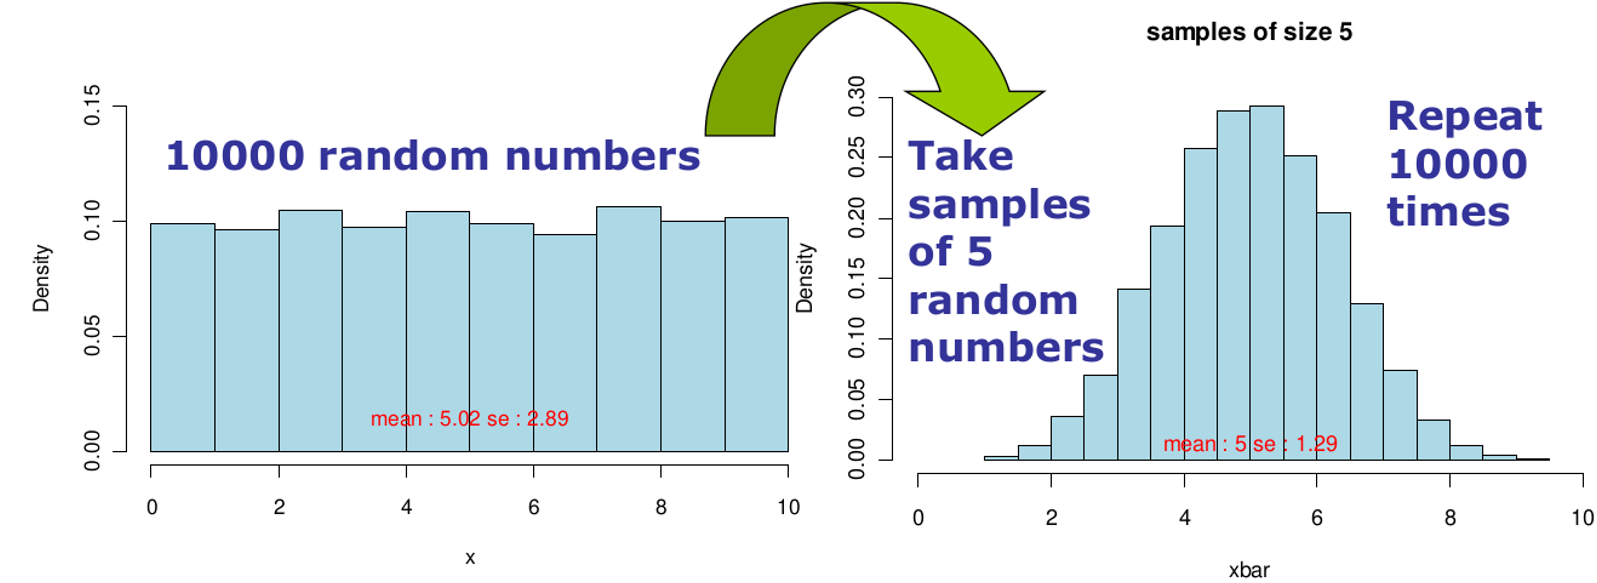 samples of size 5
10000 random numbers
Density
0.00
0.05
0.10
0.15
mean : 5.02 se : 2.89
0
2
4
6
8
10
x
Take
samples
of 5
random
numbers
Repeat
10000
times
Density
0.00
0.05
0.10
0.15
0.20
0.25
0.30
mean : 5 se : 1.29
0
2
4
6
8
10
xbar